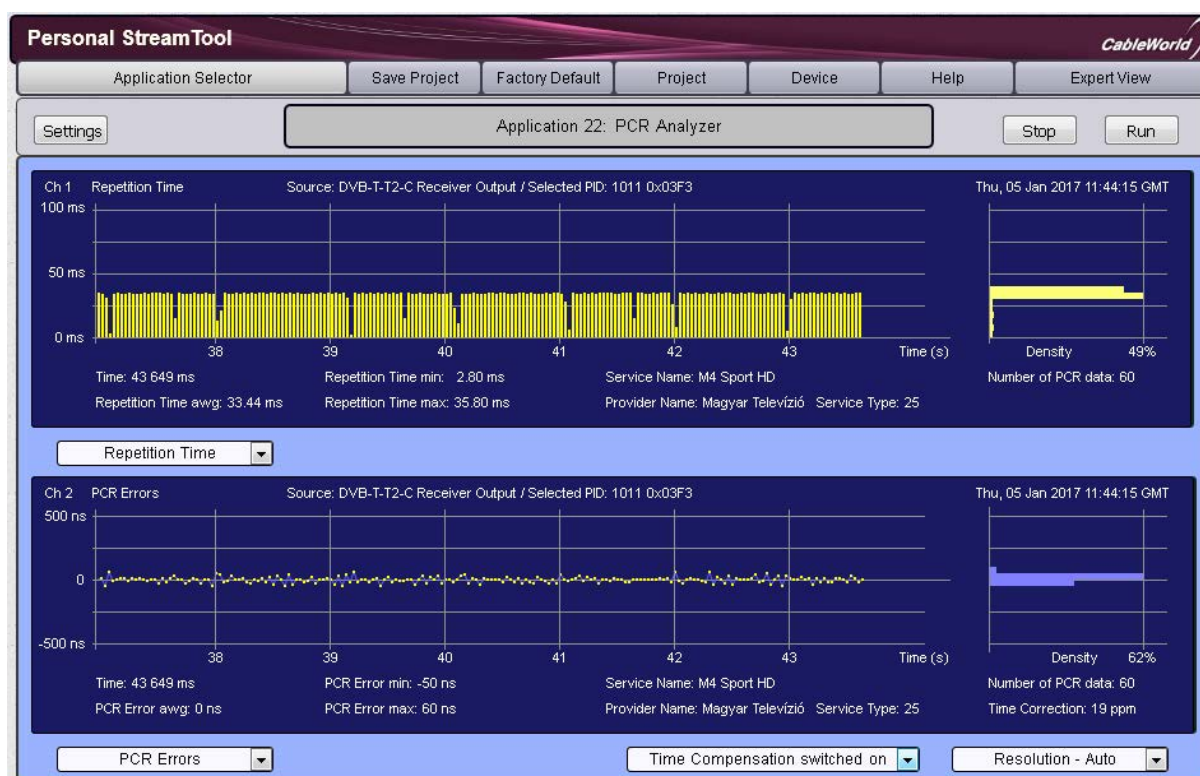 Personal StreamTool
CableWorld
Application Selector Save Project Factory Default Project Device Help Expert View
Settings Application 22: PCR Analyzer Stop Run
Ch 1 Repetition Time Source: DVB-T-T2-C Receiver Output / Selected PID: 1011 0x03F3 Thu, 05 Jan 2017 11:44:15 GMT
100 ms
50 ms
0 ms
38 39 40 41 42 43 Time (s) Density 49%
Time: 43 649 ms Repetition Time min: 2.80 ms Service Name: M4 Sport HD Number of PCR data: 60
Repetition Time awg: 33.44 ms Repetition Time max: 35.80 ms Provider Name: Magyar Televízió Service Type: 25
Repetition Time
Ch 2 PCR Errors Source: DVB-T-T2-C Receiver Output / Selected PID: 1011 0x03F3 Thu, 05 Jan 2017 11:44:15 GMT
500 ns
0
-500 ns
38 39 40 41 42 43 Time (s) Density 62%
Time: 43 649 ms PCR Error min: -50 ns Service Name: M4 Sport HD Number of PCR data: 60
PCR Error awg: 0 ns PCR Error max: 60 ns Provider Name: Magyar Televízió Service Type: 25 Time Correction: 19 ppm
PCR Errors Time Compensation switched on Resolution - Auto